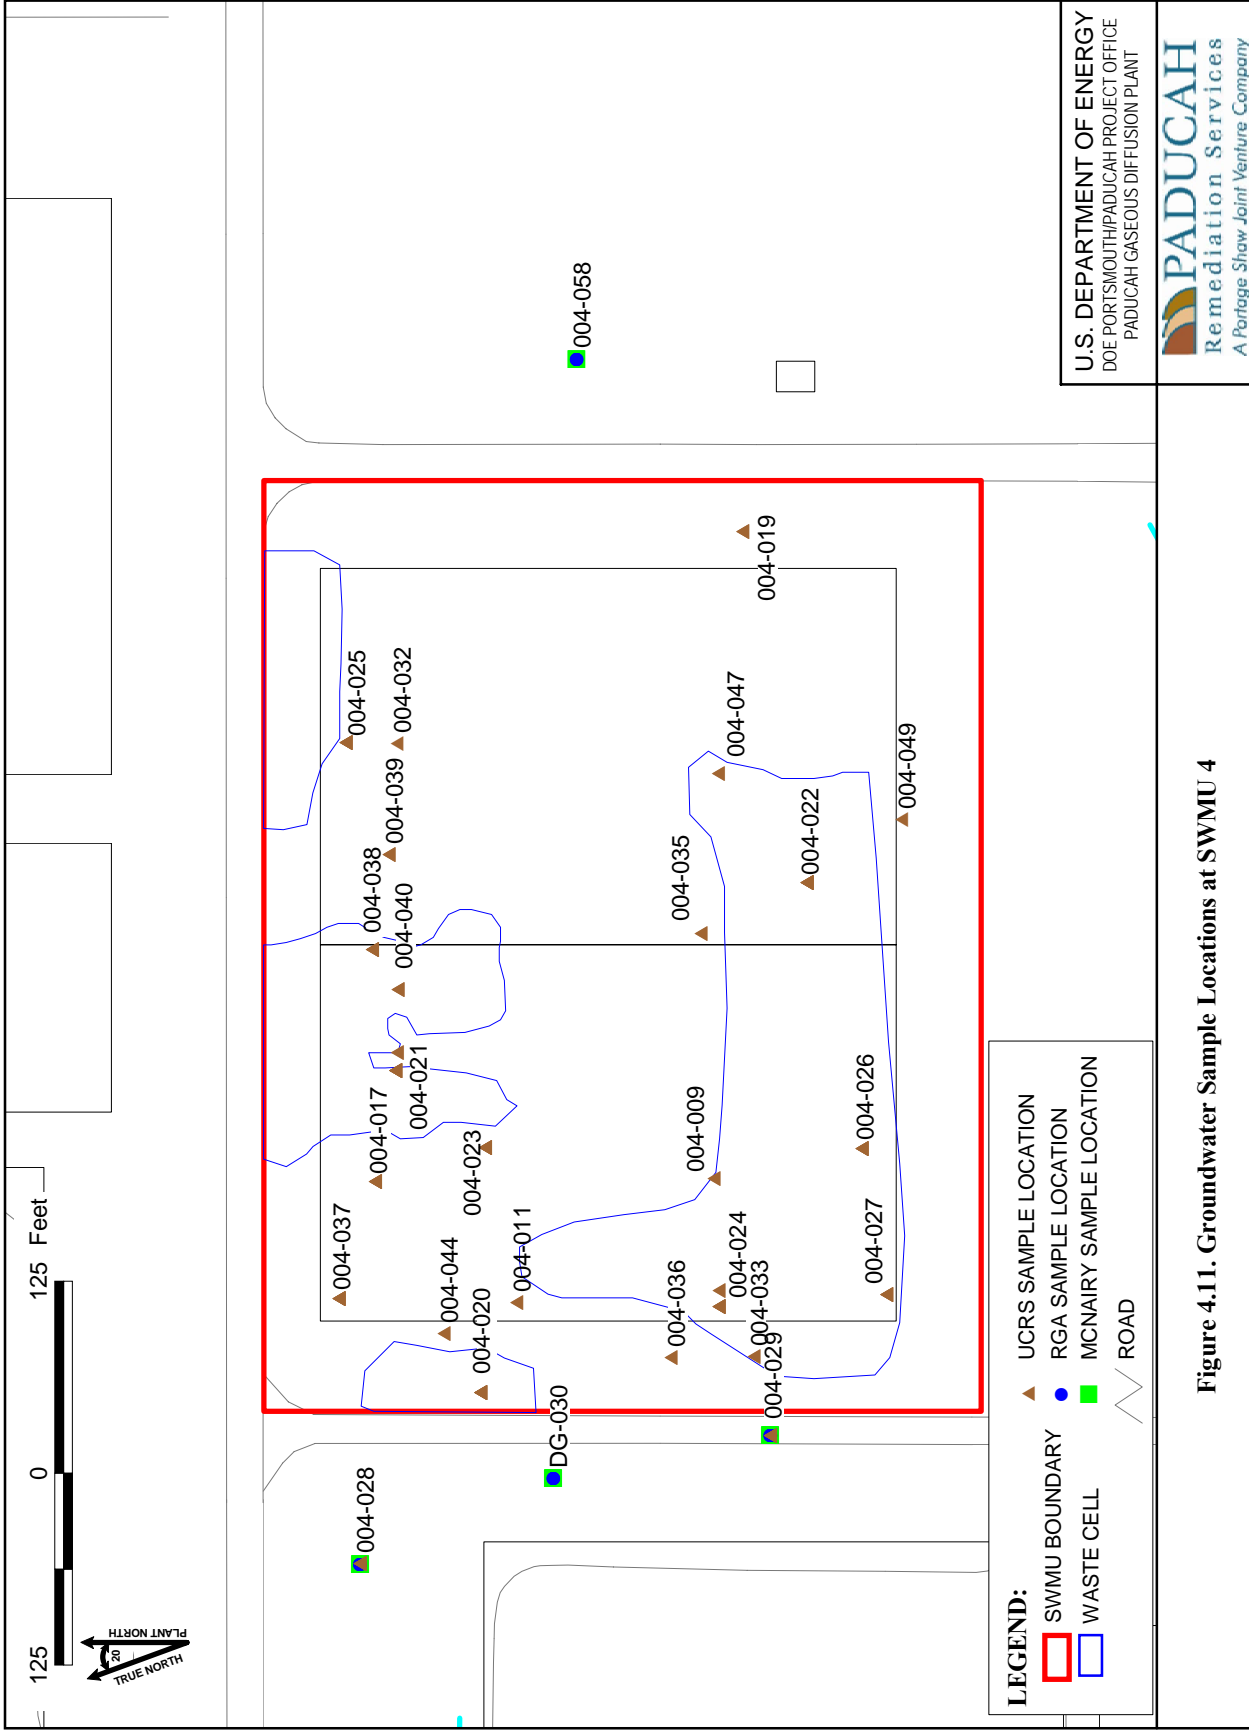 125
0
125
Feet
PLANT NORTH
20
TRUE NORTH
004-028
DG-030
004-029
004-037
004-044
004-020
004-011
004-017
004-023
004-021
004-040
004-038
004-039
004-032
004-025
004-036
004-024
004-033
004-009
004-027
004-026
004-035
004-022
004-047
004-049
004-019
004-058
LEGEND:
SWMU BOUNDARY
WASTE CELL
UCRS SAMPLE LOCATION
RGA SAMPLE LOCATION
MCNAIRY SAMPLE LOCATION
ROAD
U.S. DEPARTMENT OF ENERGY
DOE PORTSMOUTH/PADUCAH PROJECT OFFICE
PADUCAH GASEOUS DIFFUSION PLANT
PADUCAH
Remediation Services
A Portage Shaw Joint Venture Company
Figure 4.11. Groundwater Sample Locations at SWMU 4